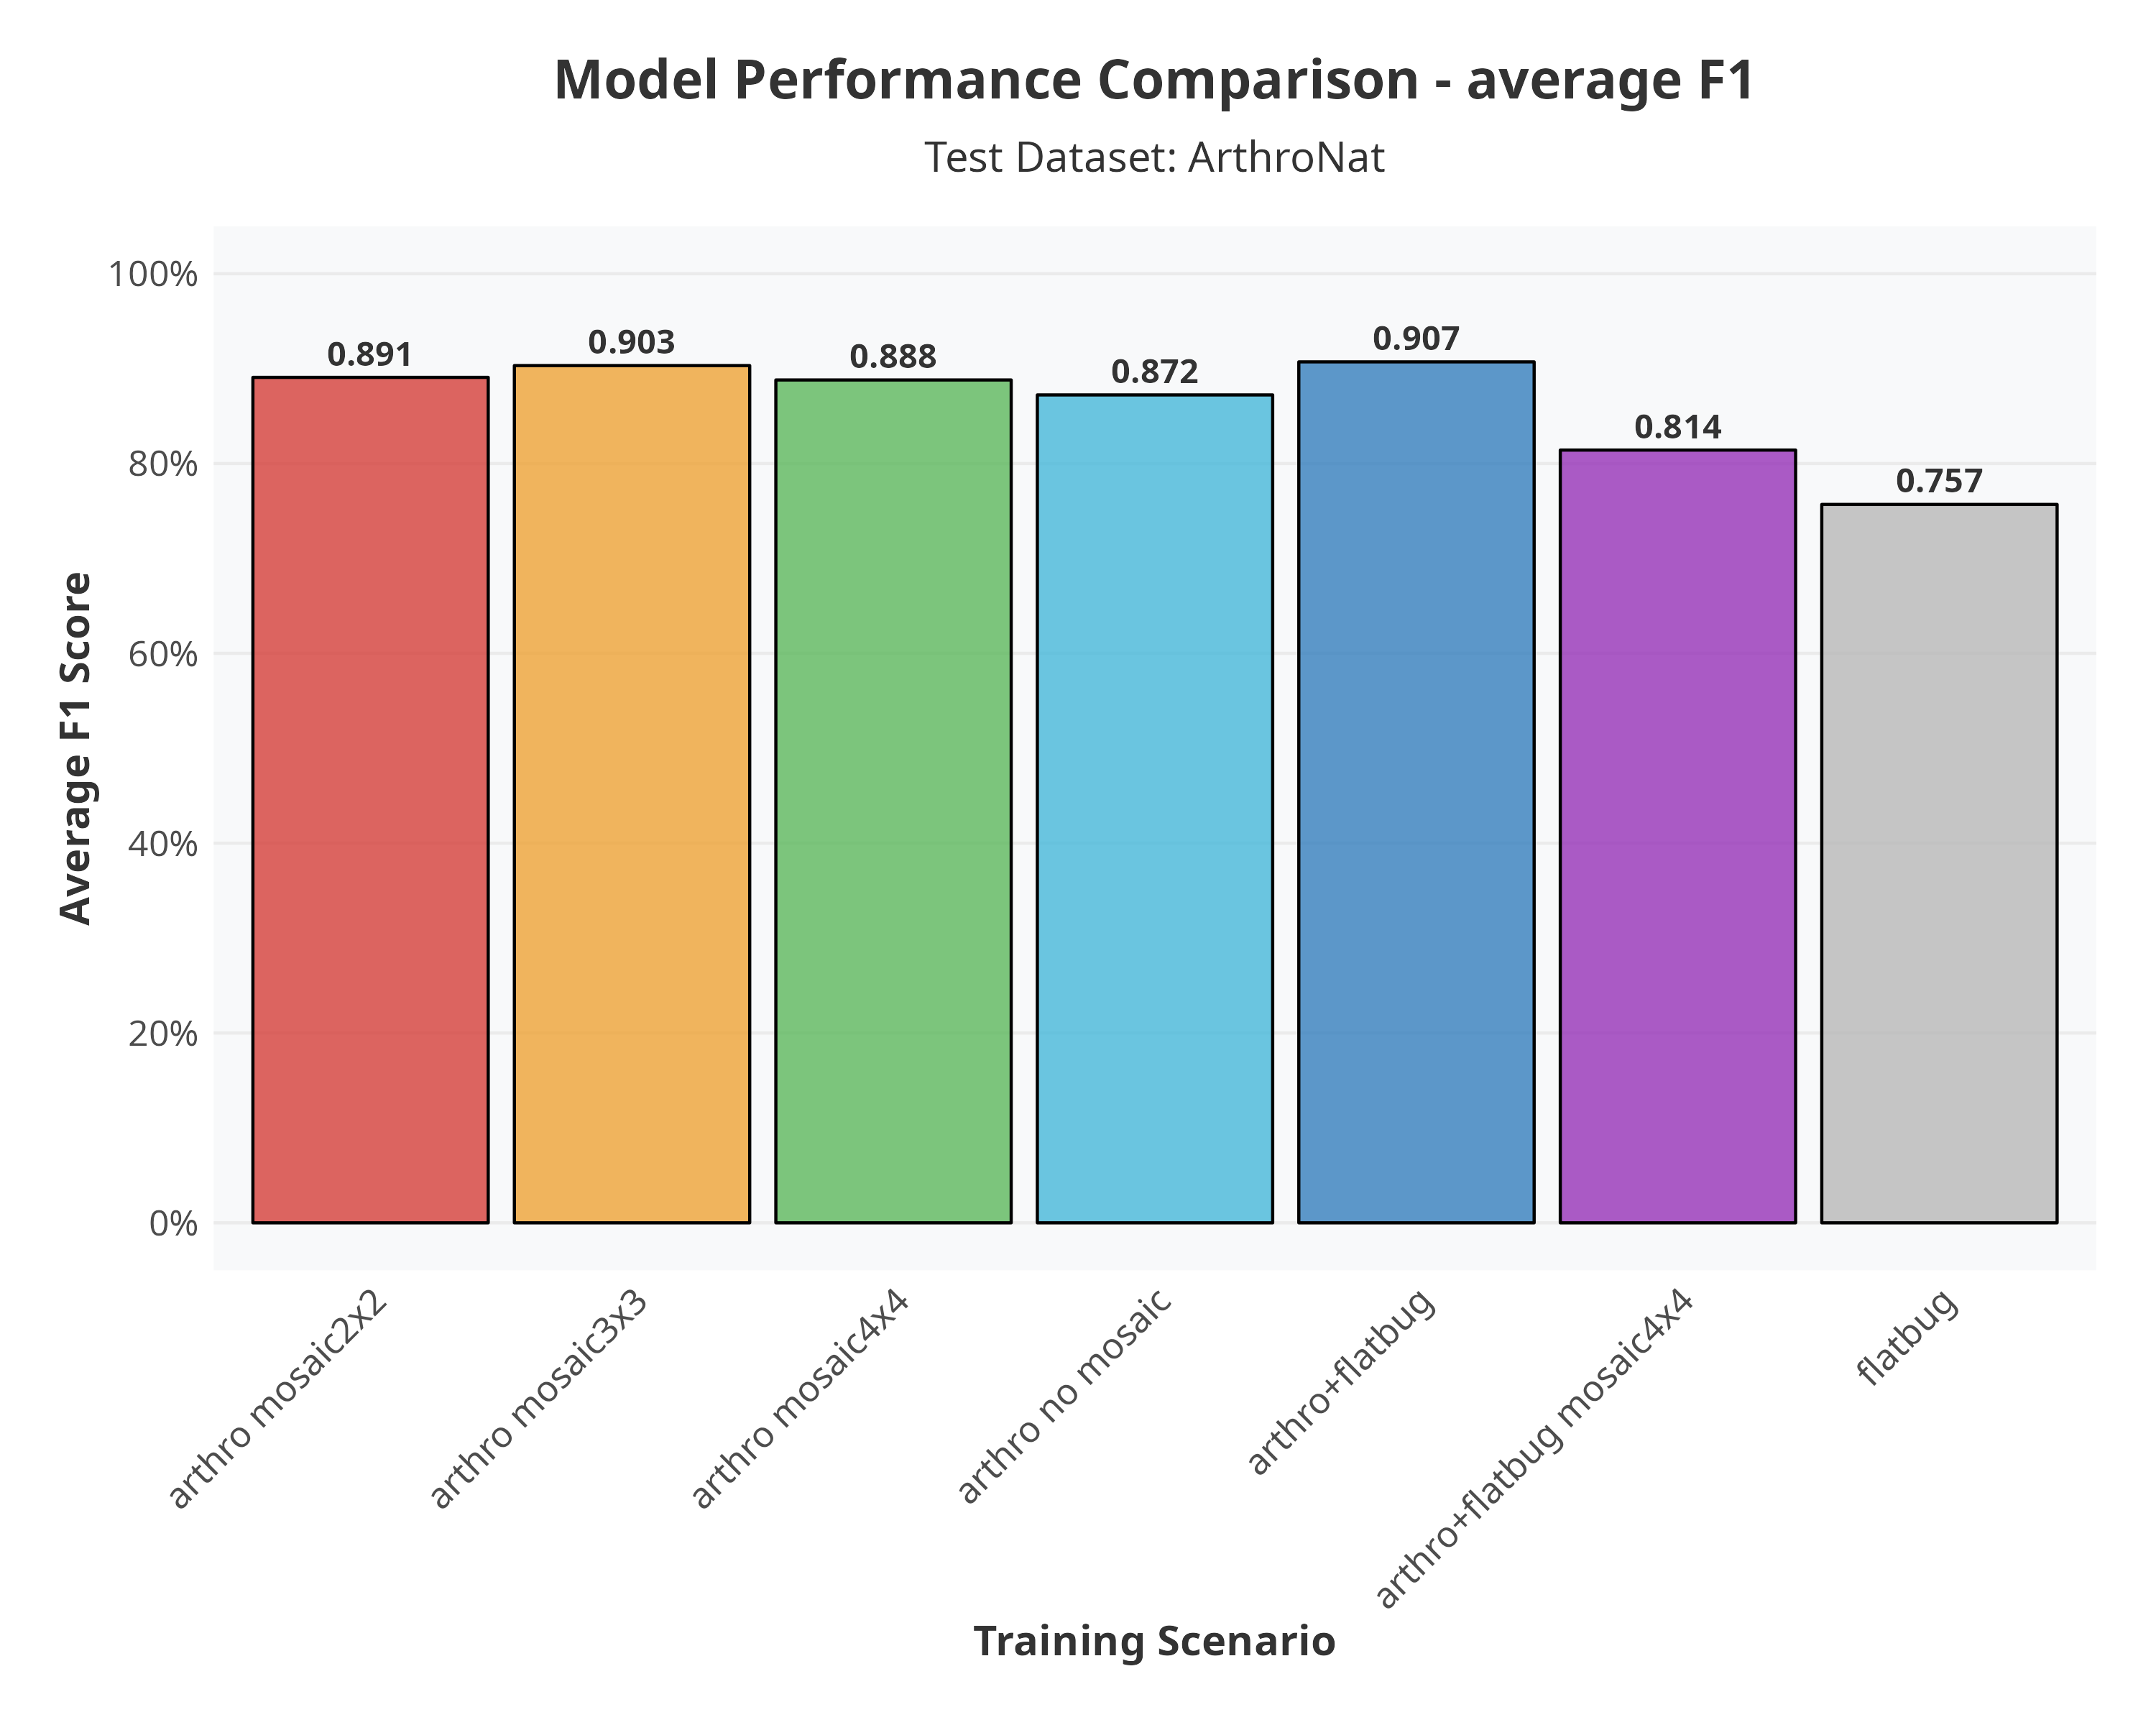 Model Performance Comparison - average F1
Test Dataset: ArthroNat
Average F1 Score
100%
80%
60%
40%
20%
0%
0.891
0.903
0.888
0.872
0.907
0.814
0.757
arthro mosaic2x2
arthro mosaic3x3
arthro mosaic4x4
arthro no mosaic
arthro+flatbug
arthro+flatbug mosaic4x4
flatbug
Training Scenario